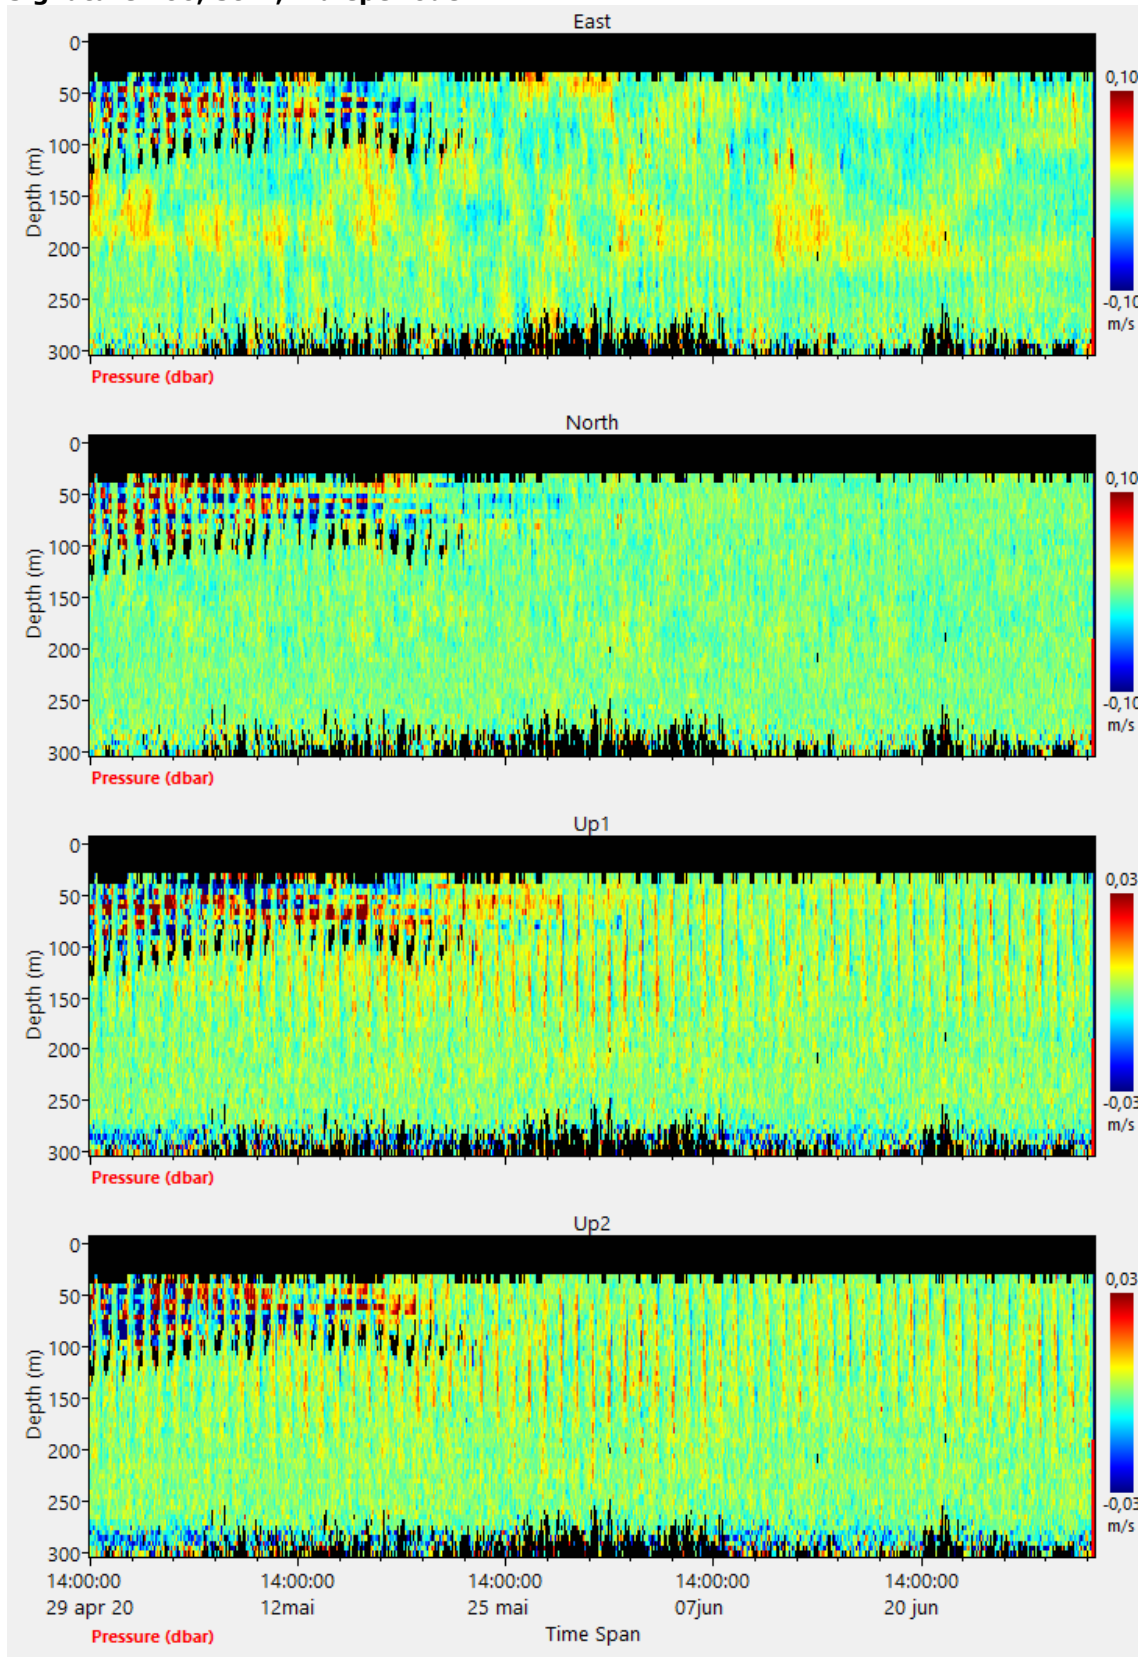 East
0
50
100
150
200
250
300
Depth (m)
0,10
-0,10
m/s
Pressure (dbar)
North
0
50
100
150
200
250
300
Depth (m)
0,10
-0,10
m/s
Pressure (dbar)
Up1
0
50
100
150
200
250
300
Depth (m)
0,03
-0,03
m/s
Pressure (dbar)
Up2
0
50
100
150
200
250
300
Depth (m)
0,03
-0,03
m/s
14:00:00 14:00:00 14:00:00 14:00:00 14:00:00
29 apr 20 12mai 25 mai 07jun 20 jun
Pressure (dbar) Time Span